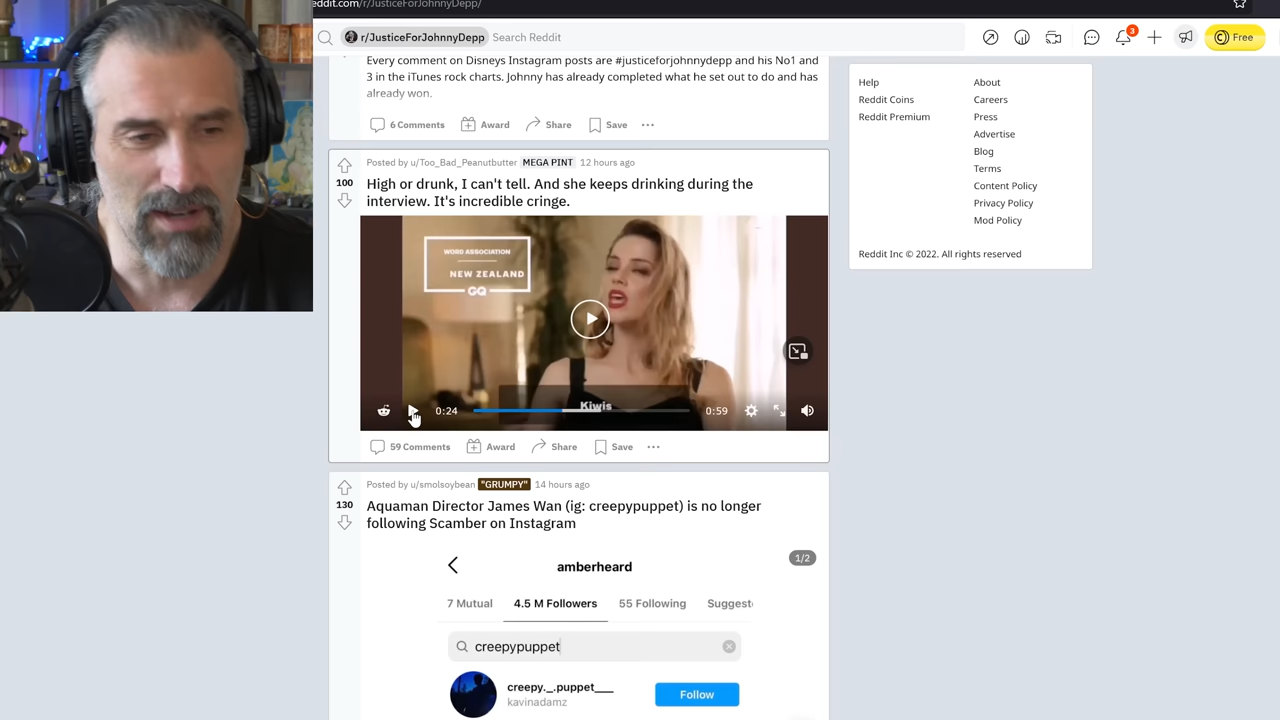 eddit.com/r/JusticeForJohnnyDepp/
r/JusticeForJohnnyDepp Search Reddit
3
Free
Every comment on Disneys Instagram posts are #justiceforjohnnydepp and his No1 and
3 in the iTunes rock charts. Johnny has already completed what he set out to do and has
already won.
6 Comments Award Share Save
100
Posted by u/Too_Bad_Peanutbutter MEGA PINT 12 hours ago
High or drunk, I can't tell. And she keeps drinking during the
interview. It's incredible cringe.
WORD ASSOCIATION
NEW ZEALAND
GQ
Kiwis
0:24 0:59
59 Comments Award Share Save
130
Posted by u/smolsoybean "GRUMPY" 14 hours ago
Aquaman Director James Wan (ig: creepypuppet) is no longer
following Scamber on Instagram
amberheard
1/2
7 Mutual 4.5 M Followers 55 Following Suggest
creepypuppet
creepy._.puppet___
kavinadamz
Follow
Help About
Reddit Coins Careers
Reddit Premium Press
Advertise
Blog
Terms
Content Policy
Privacy Policy
Mod Policy
Reddit Inc © 2022. All rights reserved